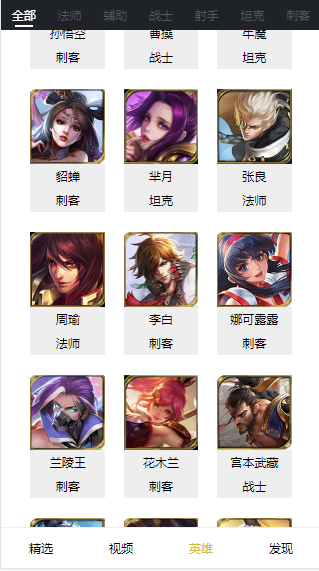 全部 法师 辅助 战士 射手 坦克 刺客
孙悟空 曹操 牛魔
刺客 战士 坦克
貂蝉 芈月 张良
刺客 坦克 法师
周瑜 李白 娜可露露
法师 刺客 刺客
兰陵王 花木兰 宫本武藏
刺客 刺客 战士
精选 视频 英雄 发现